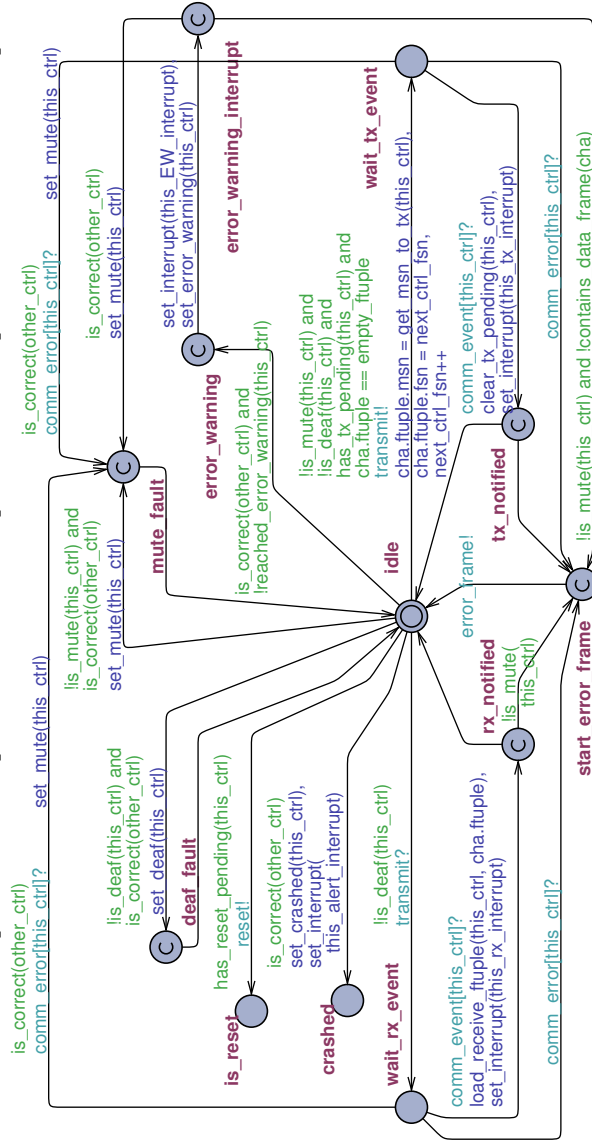 is_correct(other_ctrl)
comm_error[this_ctrl]?
set_mute(this_ctrl)
is_correct(other_ctrl)
comm_error[this_ctrl]?
set_mute(this_ctrl)
!is_deaf(this_ctrl) and
is_correct(other_ctrl)
set_deaf(this_ctrl)
C
deaf_fault
!is_mute(this_ctrl) and
is_correct(other_ctrl)
set_mute(this_ctrl)
C
mute_fault
is_correct(other_ctrl)
set_mute(this_ctrl)
C
set_interrupt(this_EW_interrupt),
set_error_warning(this_ctrl)
error_warning_interrupt
C
error_warning
is_correct(other_ctrl) and
!reached_error_warning(this_ctrl)
has_reset_pending(this_ctrl)
reset!
is_reset
is_correct(other_ctrl)
set_crashed(this_ctrl),
set_interrupt(
this_alert_interrupt)
crashed
!is_deaf(this_ctrl)
transmit?
wait_rx_event
idle
!is_mute(this_ctrl) and
!is_deaf(this_ctrl) and
has_tx_pending(this_ctrl) and
cha.ftuple == empty_ftuple
transmit!
cha.ftuple.msn = get_msn_to_tx(this_ctrl),
cha.ftuple.fsn = next_ctrl_fsn,
next_ctrl_fsn++
wait_tx_event
comm_event[this_ctrl]?
load_receive_ftuple(this_ctrl, cha.ftuple),
set_interrupt(this_rx_interrupt)
rx_notified
C
!is_mute(
this_ctrl)
error_frame!
comm_event[this_ctrl]?
clear_tx_pending(this_ctrl),
set_interrupt(this_tx_interrupt)
C
tx_notified
comm_error[this_ctrl]?
comm_error[this_ctrl]?
C
start_error_frame
!is_mute(this_ctrl) and !contains_data_frame(cha)